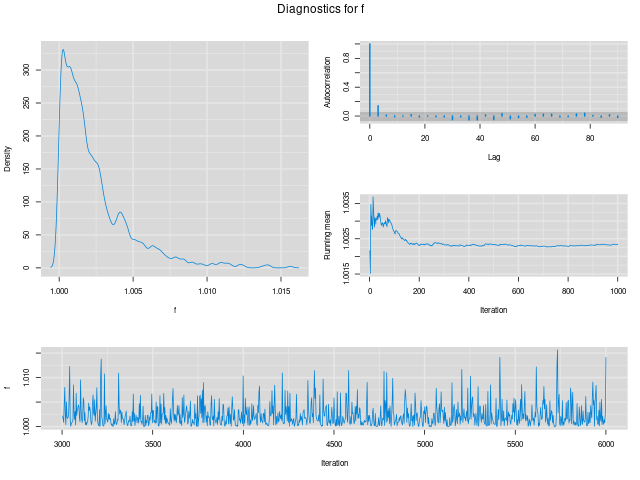 Diagnostics for f
Density
0 50 100 150 200 250 300
1.000 1.005 1.010 1.015
f
Autocorrelation
0.0 0.4 0.8
0 20 40 60 80
Lag
Running mean
1.0015 1.0025 1.0035
0 200 400 600 800 1000
Iteration
f
1.000 1.010
3000 3500 4000 4500 5000 5500 6000
Iteration